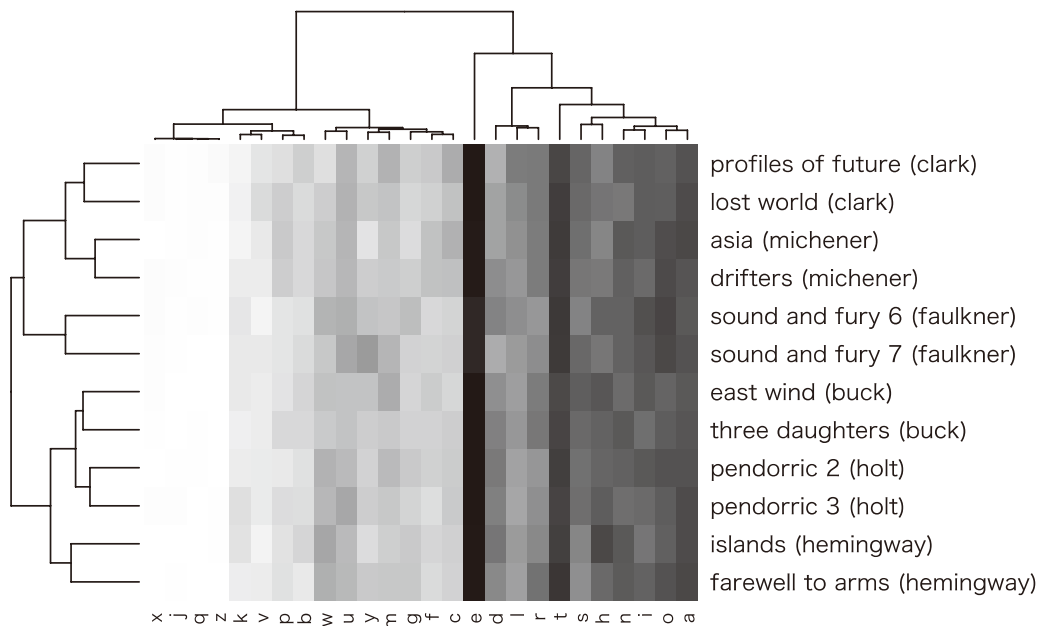 profiles of future (clark)
lost world (clark)
asia (michener)
drifters (michener)
sound and fury 6 (faulkner)
sound and fury 7 (faulkner)
east wind (buck)
three daughters (buck)
pendorric 2 (holt)
pendorric 3 (holt)
islands (hemingway)
farewell to arms (hemingway)
x j q z k v p b w u y m g f c e d l r t s h n i o a